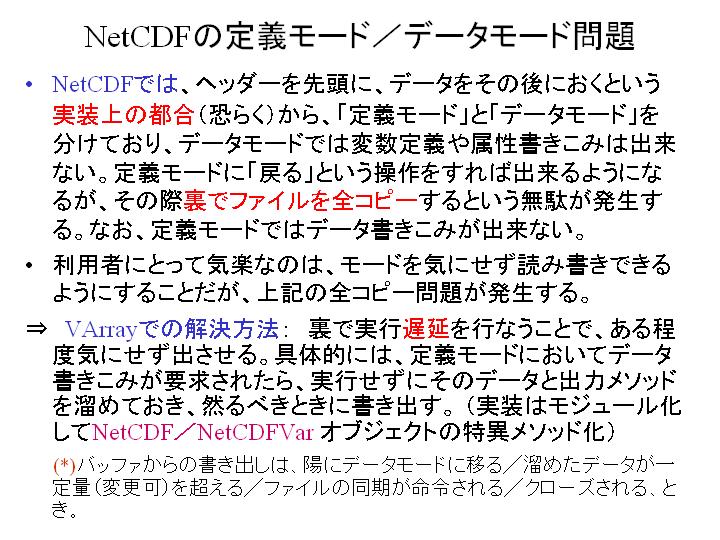 NetCDFの定義モード／データモード問題
• NetCDFでは、ヘッダーを先頭に、データをその後におくという
実装上の都合（恐らく）から、「定義モード」と「データモード」を
分けており、データモードでは変数定義や属性書きこみは出来
ない。定義モードに「戻る」という操作をすれば出来るようにな
るが、その際裏でファイルを全コピーするという無駄が発生す
る。なお、定義モードではデータ書きこみが出来ない。
• 利用者にとって気楽なのは、モードを気にせず読み書きできる
ようにすることだが、上記の全コピー問題が発生する。
⇒ VArrayでの解決方法： 裏で実行遅延を行なうことで、ある程
度気にせず出させる。具体的には、定義モードにおいてデータ
書きこみが要求されたら、実行せずにそのデータと出力メソッド
を溜めておき、然るべきときに書き出す。（実装はモジュール化
してNetCDF／NetCDFVar オブジェクトの特異メソッド化）
(*)バッファからの書き出しは、陽にデータモードに移る／溜めたデータが一
定量（変更可）を超える／ファイルの同期が命令される／クローズされる、と
き。